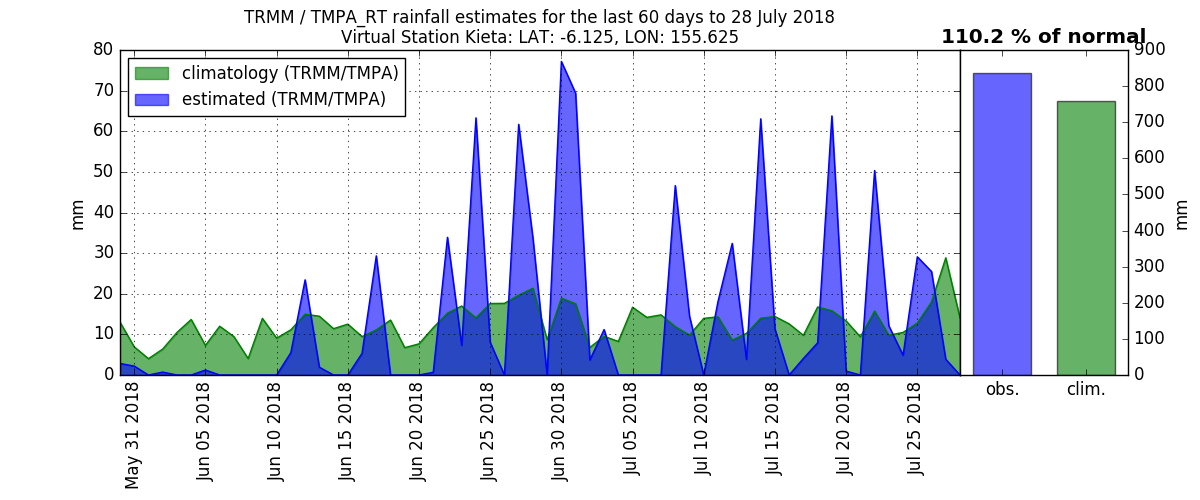 TRMM / TMPA_RT rainfall estimates for the last 60 days to 28 July 2018
Virtual Station Kieta: LAT: -6.125, LON: 155.625
110.2 % of normal
climatology (TRMM/TMPA)
estimated (TRMM/TMPA)
mm
80
70
60
50
40
30
20
10
0
May 31 2018
Jun 05 2018
Jun 10 2018
Jun 15 2018
Jun 20 2018
Jun 25 2018
Jun 30 2018
Jul 05 2018
Jul 10 2018
Jul 15 2018
Jul 20 2018
Jul 25 2018
obs.
clim.
900
800
700
600
500
400
300
200
100
0
mm